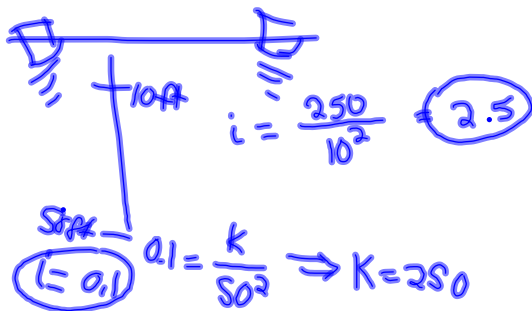 10ft
i = 250/10² = 2.5
50ft
i = 0.1
0.1 = K/50² ⇒ K = 250